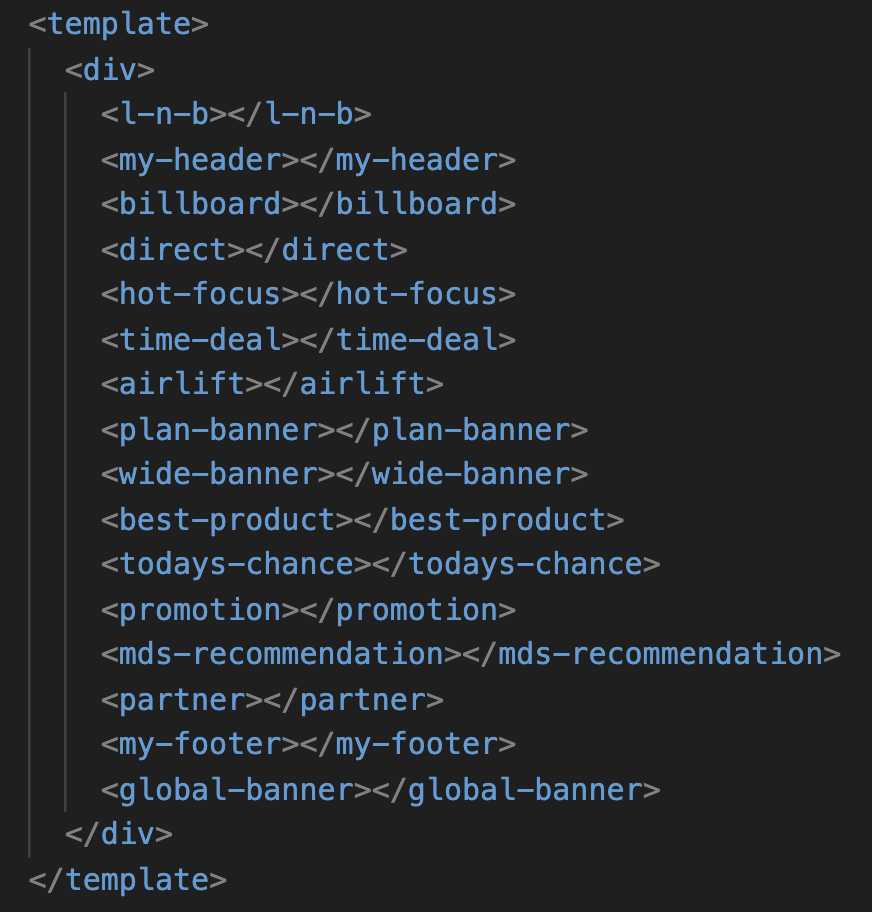 <template>
<div>
<l-n-b></l-n-b>
<my-header></my-header>
<billboard></billboard>
<direct></direct>
<hot-focus></hot-focus>
<time-deal></time-deal>
<airlift></airlift>
<plan-banner></plan-banner>
<wide-banner></wide-banner>
<best-product></best-product>
<todays-chance></todays-chance>
<promotion></promotion>
<mds-recommendation></mds-recommendation>
<partner></partner>
<my-footer></my-footer>
<global-banner></global-banner>
</div>
</template>